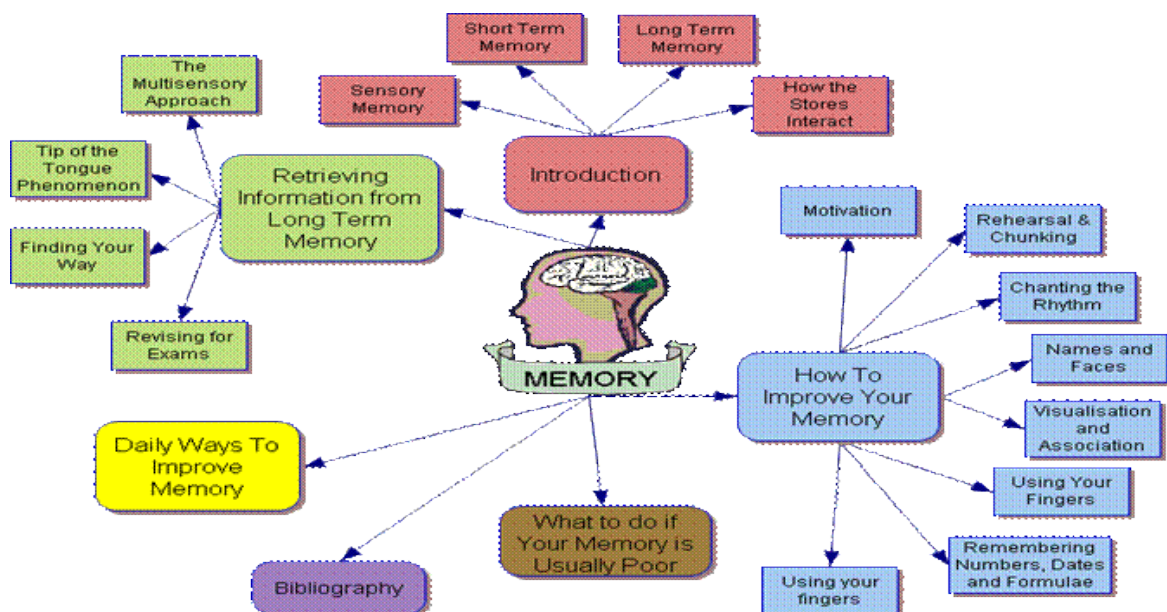 Short Term
Memory
Long Term
Memory
The
Multisensory
Approach
Sensory
Memory
How the
Stores
Interact
Tip of the
Tongue
Phenomenon
Retrieving
Information from
Long Term
Memory
Introduction
Finding Your
Way
Revising for
Exams
MEMORY
Motivation
Rehearsal &
Chunking
Chanting the
Rhythm
Names and
Faces
How To
Improve Your
Memory
Visualisation
and
Association
Using Your
Fingers
Remembering
Numbers, Dates
and Formulae
Using your
fingers
Daily Ways To
Improve
Memory
What to do if
Your Memory is
Usually Poor
Bibliography